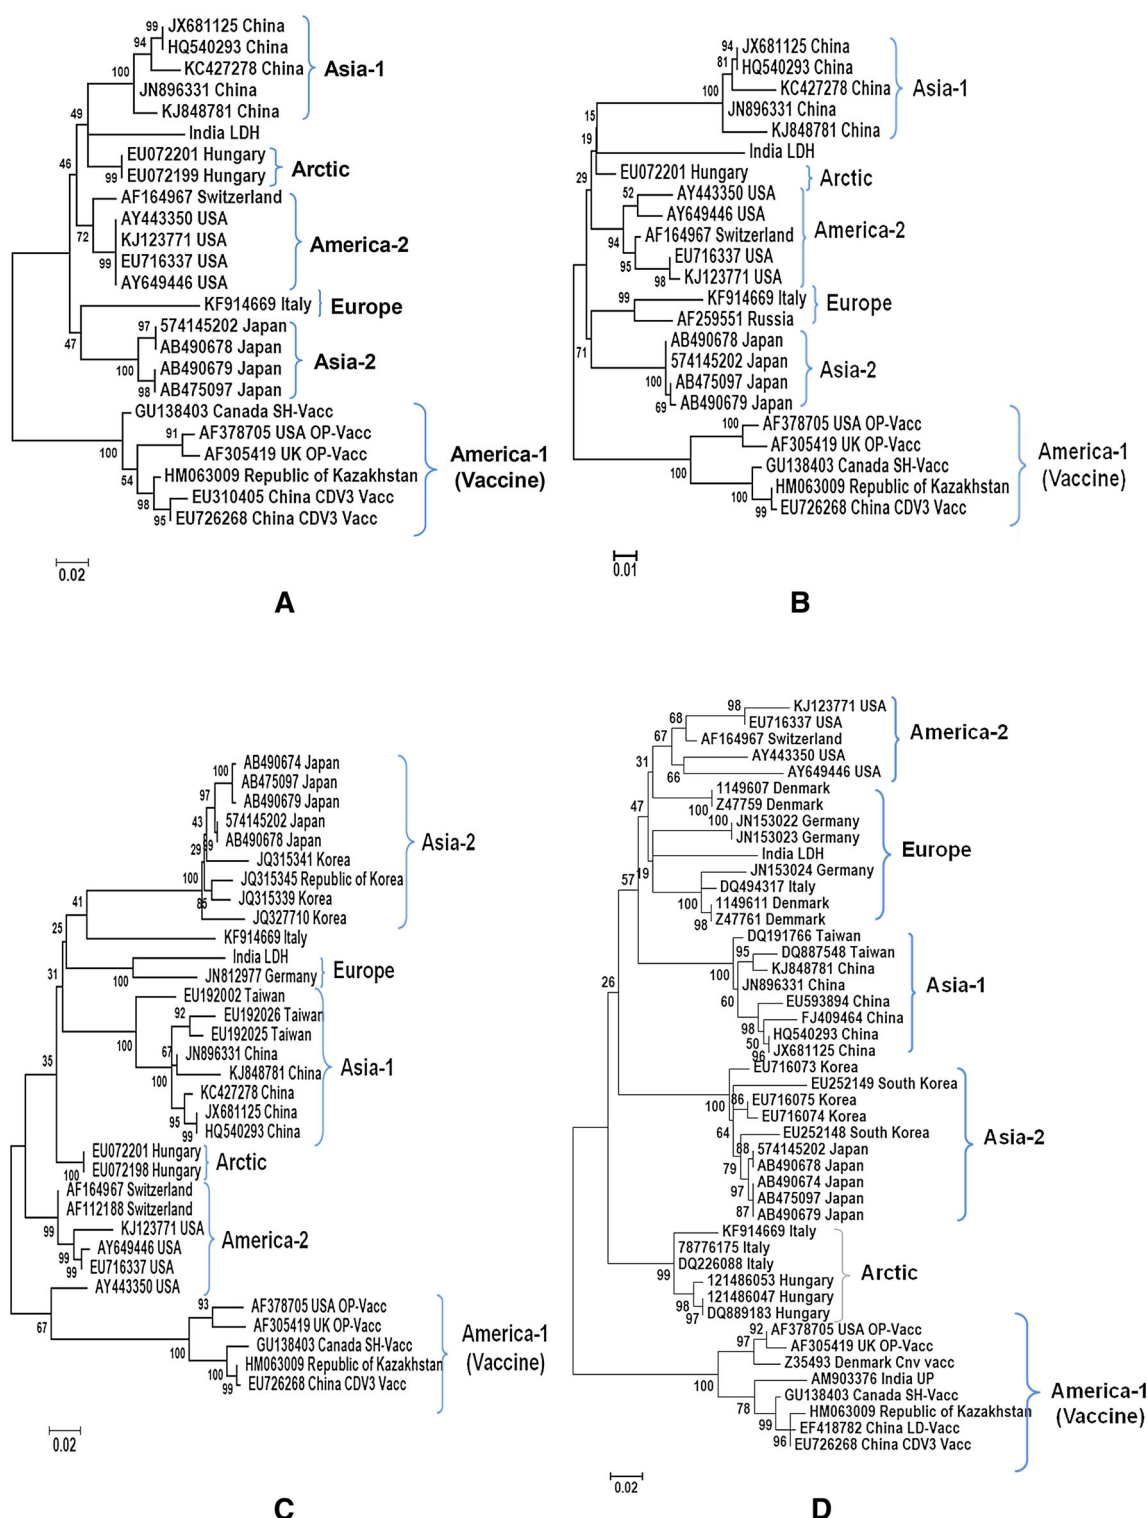 99
JX681125 China
94
HQ540293 China
100
KC427278 China
Asia-1
JN896331 China
KJ848781 China
49
India LDH
46
EU072201 Hungary
Arctic
99
EU072199 Hungary
AF164967 Switzerland
AY443350 USA
72
KJ123771 USA
America-2
99
EU716337 USA
AY649446 USA
KF914669 Italy
Europe
97
574145202 Japan
47
AB490678 Japan
Asia-2
100
AB490679 Japan
98
AB475097 Japan
GU138403 Canada SH-Vacc
91
AF378705 USA OP-Vacc
100
AF305419 UK OP-Vacc
America-1
(Vaccine)
54
HM063009 Republic of Kazakhstan
98
EU310405 China CDV3 Vacc
95
EU726268 China CDV3 Vacc
0.02
A
94
JX681125 China
81
HQ540293 China
100
KC427278 China
Asia-1
JN896331 China
15
KJ848781 China
19
India LDH
29
EU072201 Hungary
Arctic
52
AY443350 USA
AY649446 USA
94
AF164967 Switzerland
America-2
95
EU716337 USA
98
KJ123771 USA
99
KF914669 Italy
Europe
AF259551 Russia
71
AB490678 Japan
574145202 Japan
Asia-2
100
AB475097 Japan
69
AB490679 Japan
100
AF378705 USA OP-Vacc
AF305419 UK OP-Vacc
America-1
(Vaccine)
100
GU138403 Canada SH-Vacc
100
HM063009 Republic of Kazakhstan
99
EU726268 China CDV3 Vacc
0.01
B
AB490674 Japan
100
AB475097 Japan
97
AB490679 Japan
43
574145202 Japan
29
AB490678 Japan
Asia-2
JQ315341 Korea
100
JQ315345 Republic of Korea
85
JQ315339 Korea
41
JQ327710 Korea
25
KF914669 Italy
India LDH
31
100
JN812977 Germany
Europe
EU192002 Taiwan
92
EU192026 Taiwan
EU192025 Taiwan
100
67
JN896331 China
35
KJ848781 China
Asia-1
100
KC427278 China
95
JX681125 China
99
HQ540293 China
EU072201 Hungary
Arctic
100
EU072198 Hungary
AF164967 Switzerland
AF112188 Switzerland
99
KJ123771 USA
America-2
99
AY649446 USA
99
EU716337 USA
AY443350 USA
67
93
AF378705 USA OP-Vacc
AF305419 UK OP-Vacc
America-1
(Vaccine)
100
GU138403 Canada SH-Vacc
100
HM063009 Republic of Kazakhstan
99
EU726268 China CDV3 Vacc
0.02
C
98
KJ123771 USA
68
EU716337 USA
67
AF164967 Switzerland
America-2
31
AY443350 USA
66
AY649446 USA
1149607 Denmark
47
100
Z47759 Denmark
100
JN153022 Germany
JN153023 Germany
India LDH
Europe
57
19
JN153024 Germany
DQ494317 Italy
100
1149611 Denmark
98
Z47761 Demmark
DQ191766 Taiwan
95
DQ887548 Taiwan
100
KJ848781 China
26
JN896331 China
Asia-1
60
EU593894 China
FJ409464 China
98
HQ540293 China
50
JX681125 China
96
EU716073 Korea
EU252149 South Korea
100
86
EU716075 Korea
EU716074 Korea
64
EU252148 South Korea
Asia-2
88
574145202 Japan
79
AB490678 Japan
AB490674 Japan
97
AB475097 Japan
87
AB490679 Japan
KF914669 Italy
78776175 Italy
DQ226088 Italy
99
121486053 Hungary
Arctic
98
121486047 Hungary
97
DQ889183 Hungary
92
AF378705 USA OP-Vacc
97
AF305419 UK OP-Vacc
Z35493 Denmark Cnv vacc
100
AM903376 India UP
America-1
(Vaccine)
78
GU138403 Canada SH-Vacc
99
HM063009 Republic of Kazakhstan
EF418782 China LD-Vacc
96
EU726268 China CDV3 Vacc
0.02
D